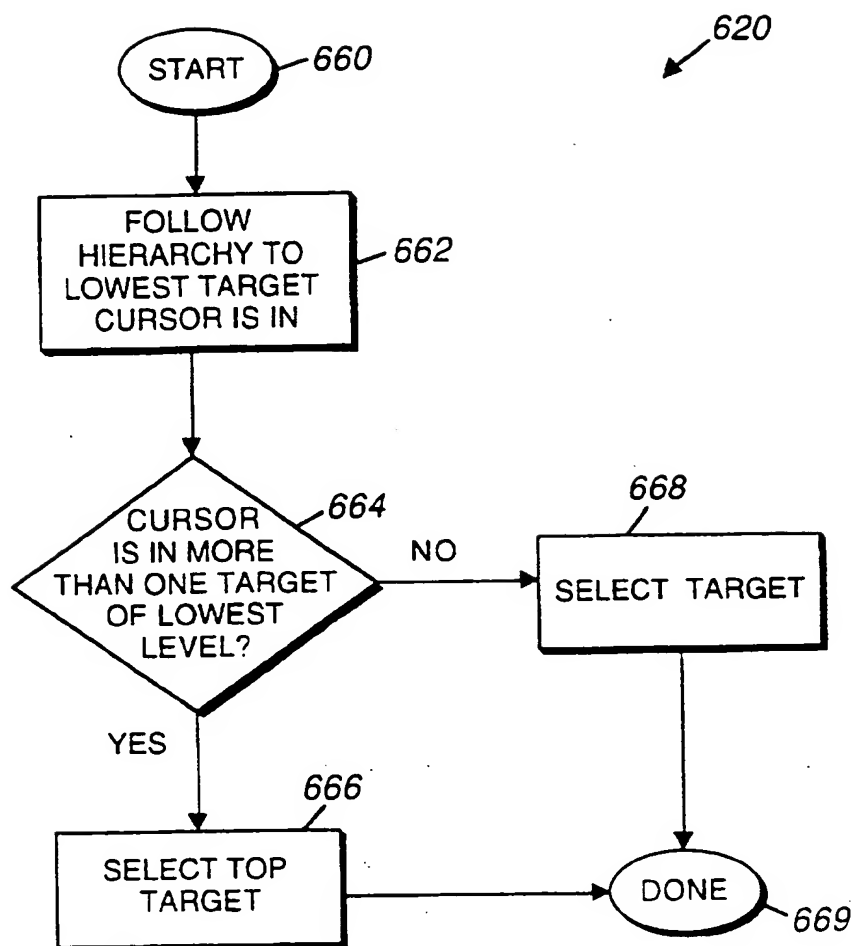 620
START
660
FOLLOW
HIERARCHY TO
LOWEST TARGET
CURSOR IS IN
662
CURSOR
IS IN MORE
THAN ONE TARGET
OF LOWEST
LEVEL?
664
NO
668
SELECT TARGET
YES
666
SELECT TOP
TARGET
DONE
669